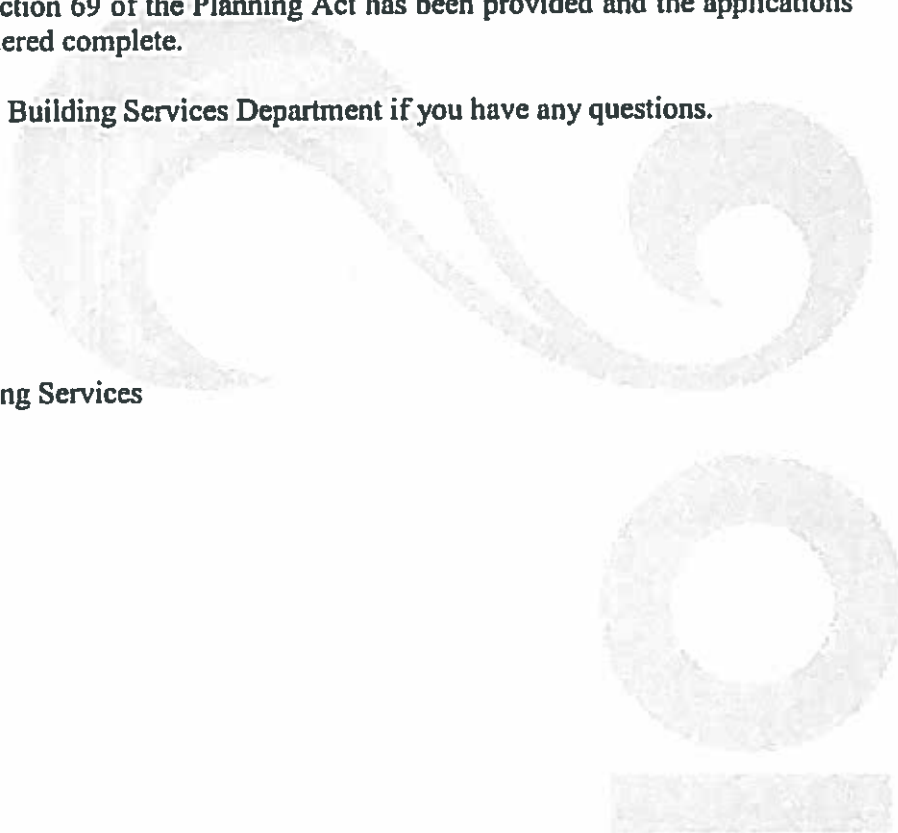 ction 69 of the Planning Act has been provided and the applications
ered complete.
Building Services Department if you have any questions.
ng Services